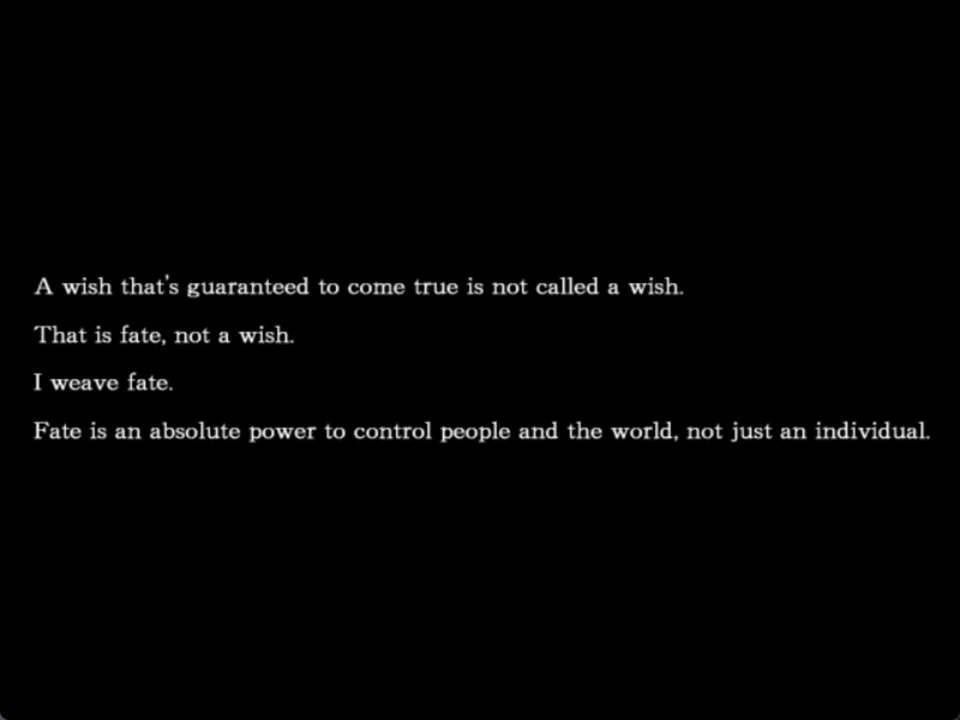 A wish that's guaranteed to come true is not called a wish.
That is fate, not a wish.
I weave fate.
Fate is an absolute power to control people and the world, not just an individual.